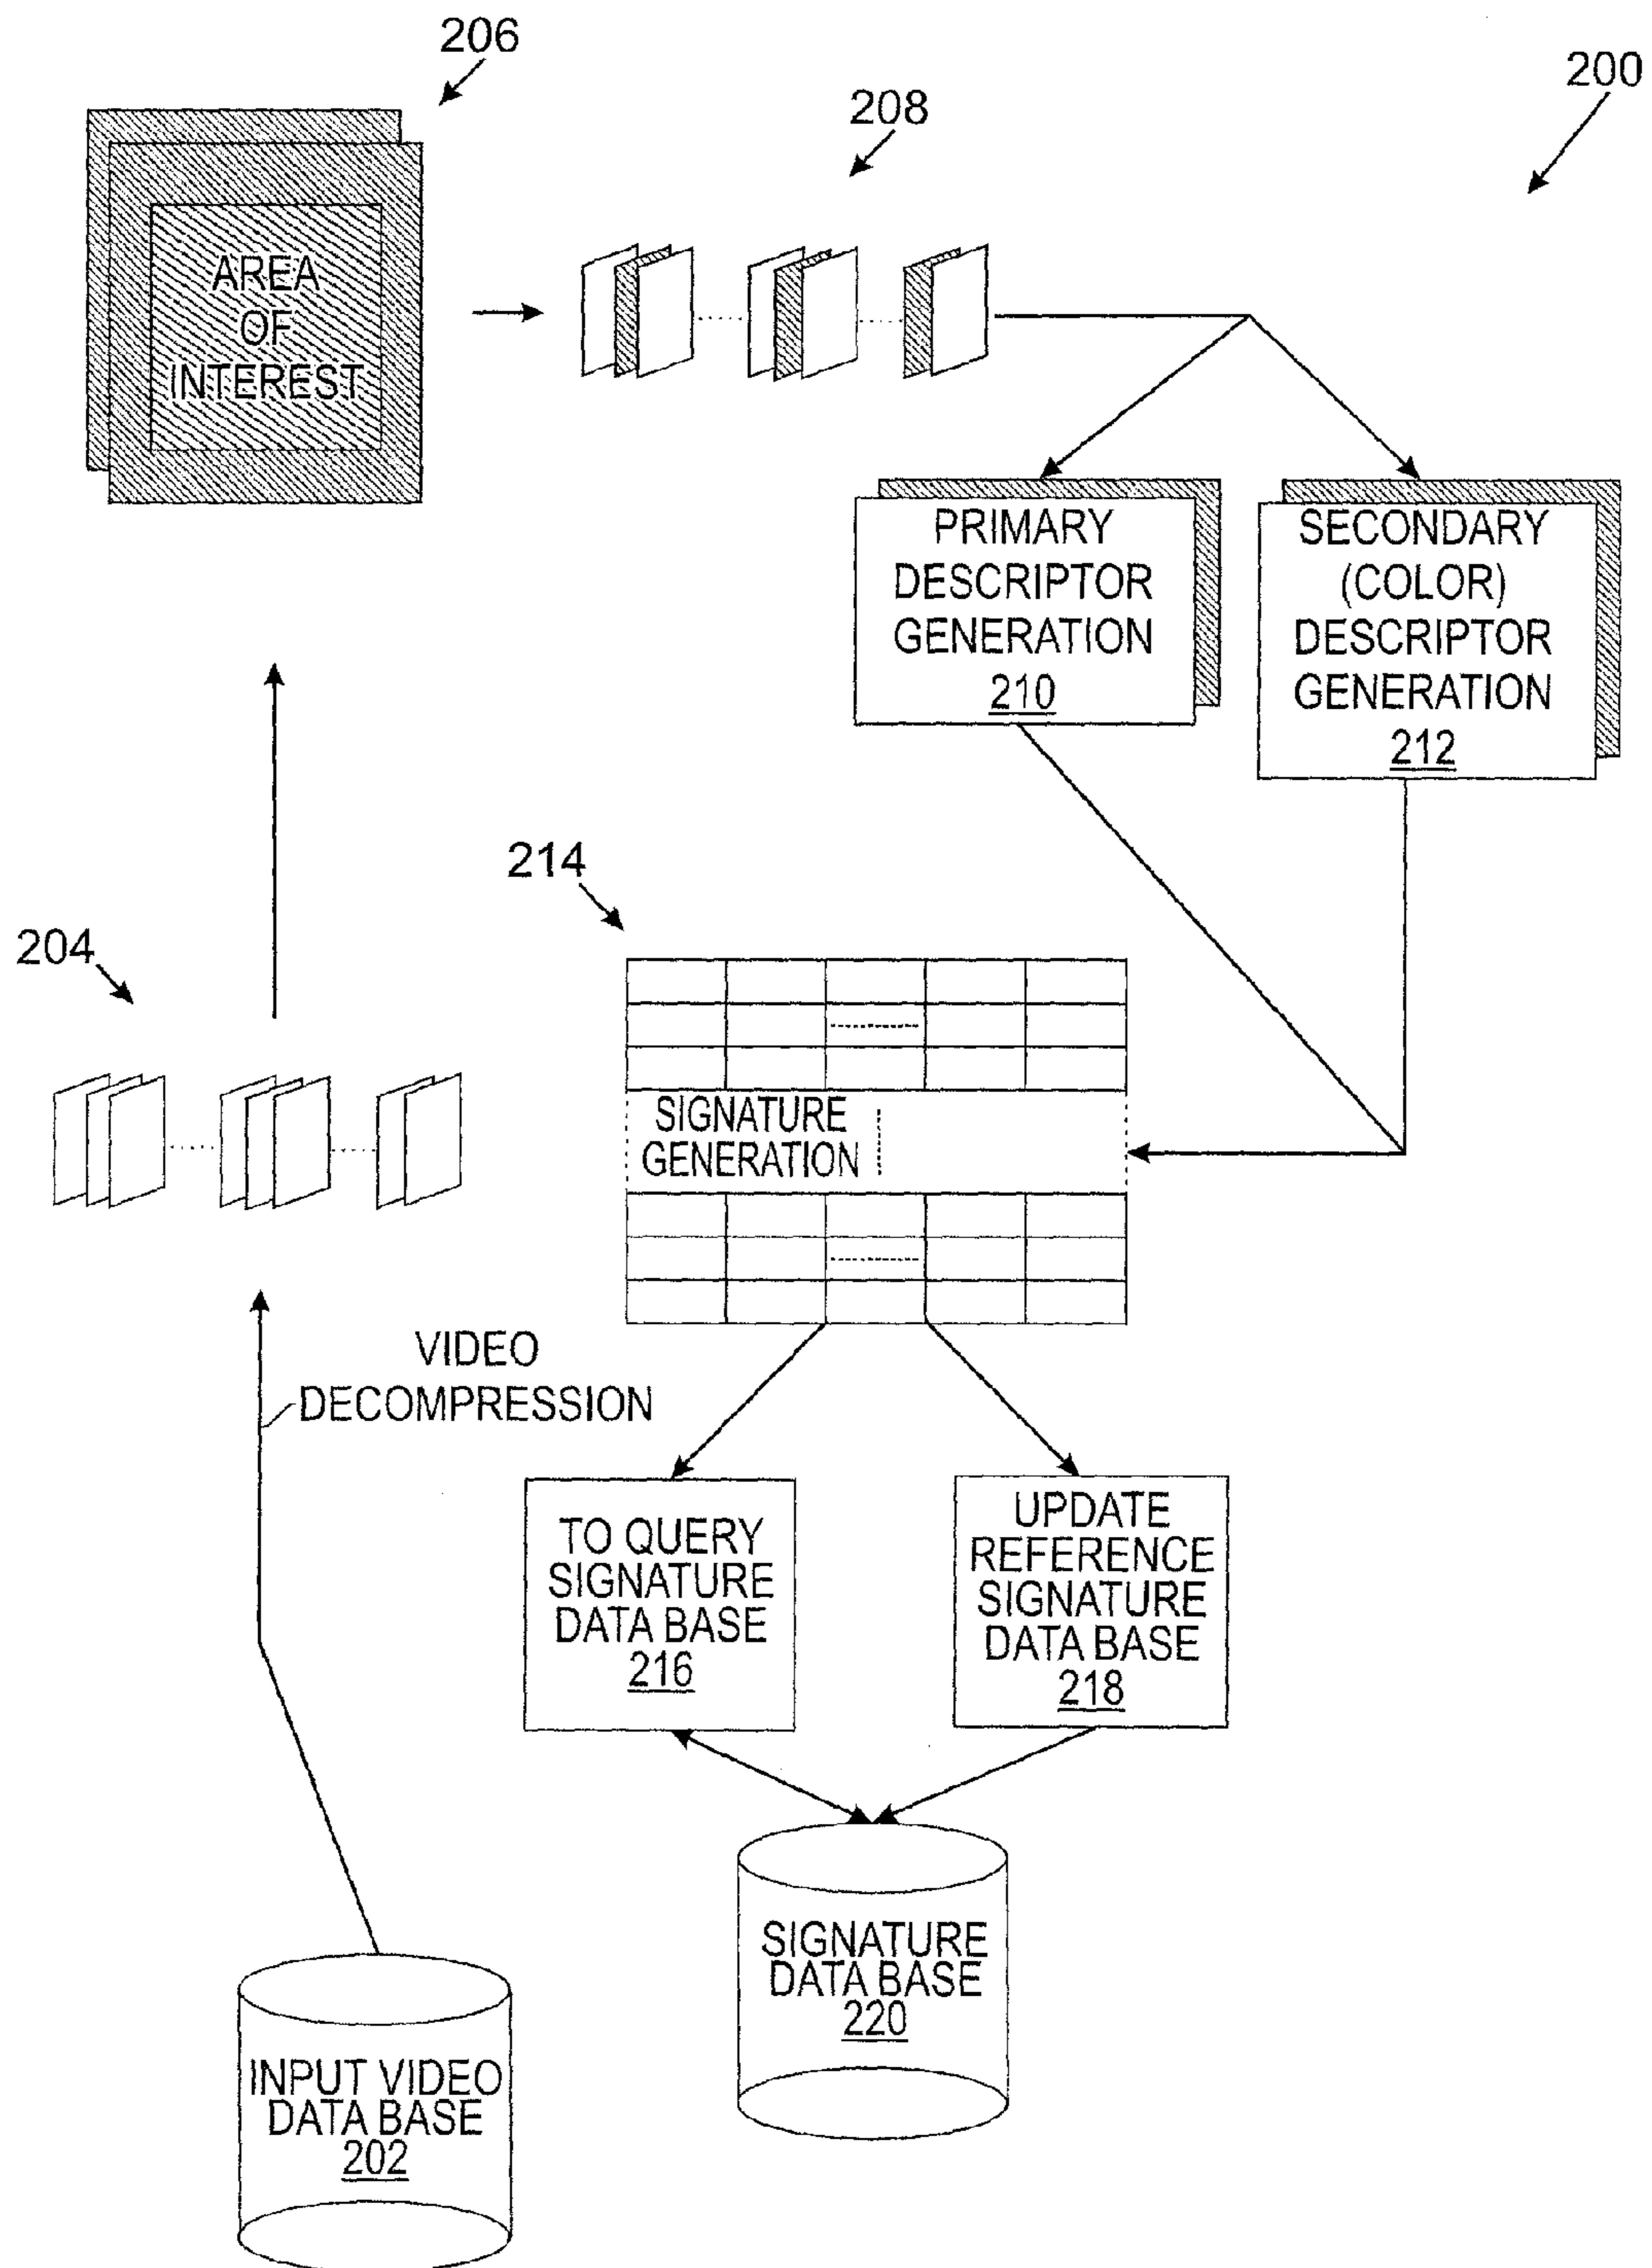 206
200
208
AREA
OF
INTEREST
PRIMARY
DESCRIPTOR
GENERATION
210
SECONDARY
(COLOR)
DESCRIPTOR
GENERATION
212
214
204
SIGNATURE
GENERATION
VIDEO
DECOMPRESSION
TO QUERY
SIGNATURE
DATA BASE
216
UPDATE
REFERENCE
SIGNATURE
DATA BASE
218
SIGNATURE
DATA BASE
220
INPUT VIDEO
DATA BASE
202